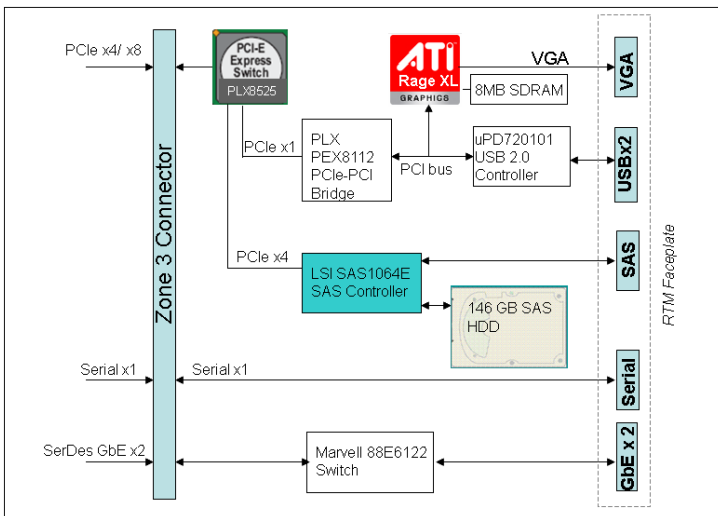 PCIe x4/ x8
Zone 3 Connector
PCI-E
Express
Switch
PLX8525
ATI
Rage XL
GRAPHICS
VGA
8MB SDRAM
VGA
PCIe x1
PLX
PEX8112
PCIe-PCI
Bridge
PCI bus
uPD720101
USB 2.0
Controller
USBx2
PCIe x4
LSI SAS1064E
SAS Controller
SAS
146 GB SAS
HDD
RTM Faceplate
Serial x1
Serial x1
Serial
SerDes GbE x2
Marvell 88E6122
Switch
GbE x 2